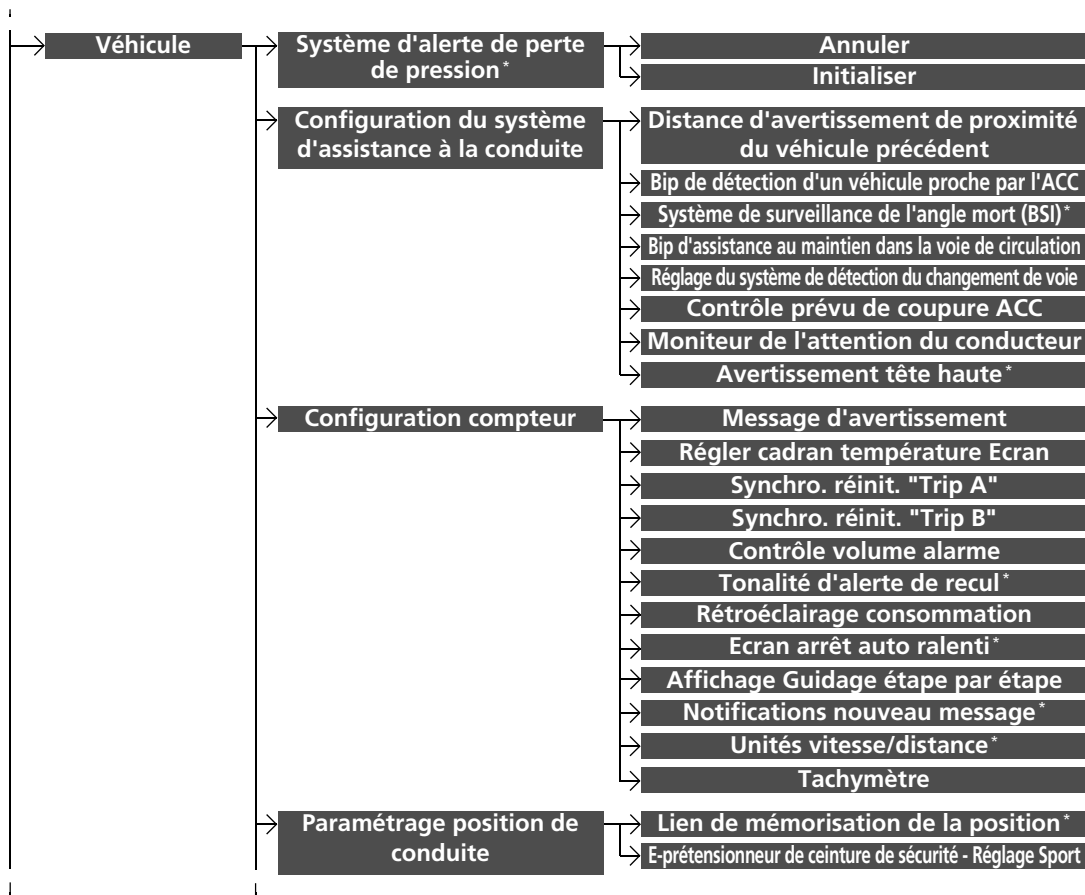 Véhicule
Système d'alerte de perte
de pression*
Annuler
Initialiser
Configuration du système
d'assistance à la conduite
Distance d'avertissement de proximité
du véhicule précédent
Bip de détection d'un véhicule proche par l'ACC
Système de surveillance de l'angle mort (BSI)*
Bip d'assistance au maintien dans la voie de circulation
Réglage du système de détection du changement de voie
Contrôle prévu de coupure ACC
Moniteur de l'attention du conducteur
Avertissement tête haute*
Configuration compteur
Message d'avertissement
Régler cadran température Ecran
Synchro. réinit. "Trip A"
Synchro. réinit. "Trip B"
Contrôle volume alarme
Tonalité d'alerte de recul*
Rétroéclairage consommation
Ecran arrêt auto ralenti*
Affichage Guidage étape par étape
Notifications nouveau message*
Unités vitesse/distance*
Tachymètre
Paramétrage position de
conduite
Lien de mémorisation de la position*
E-prétensionneur de ceinture de sécurité - Réglage Sport